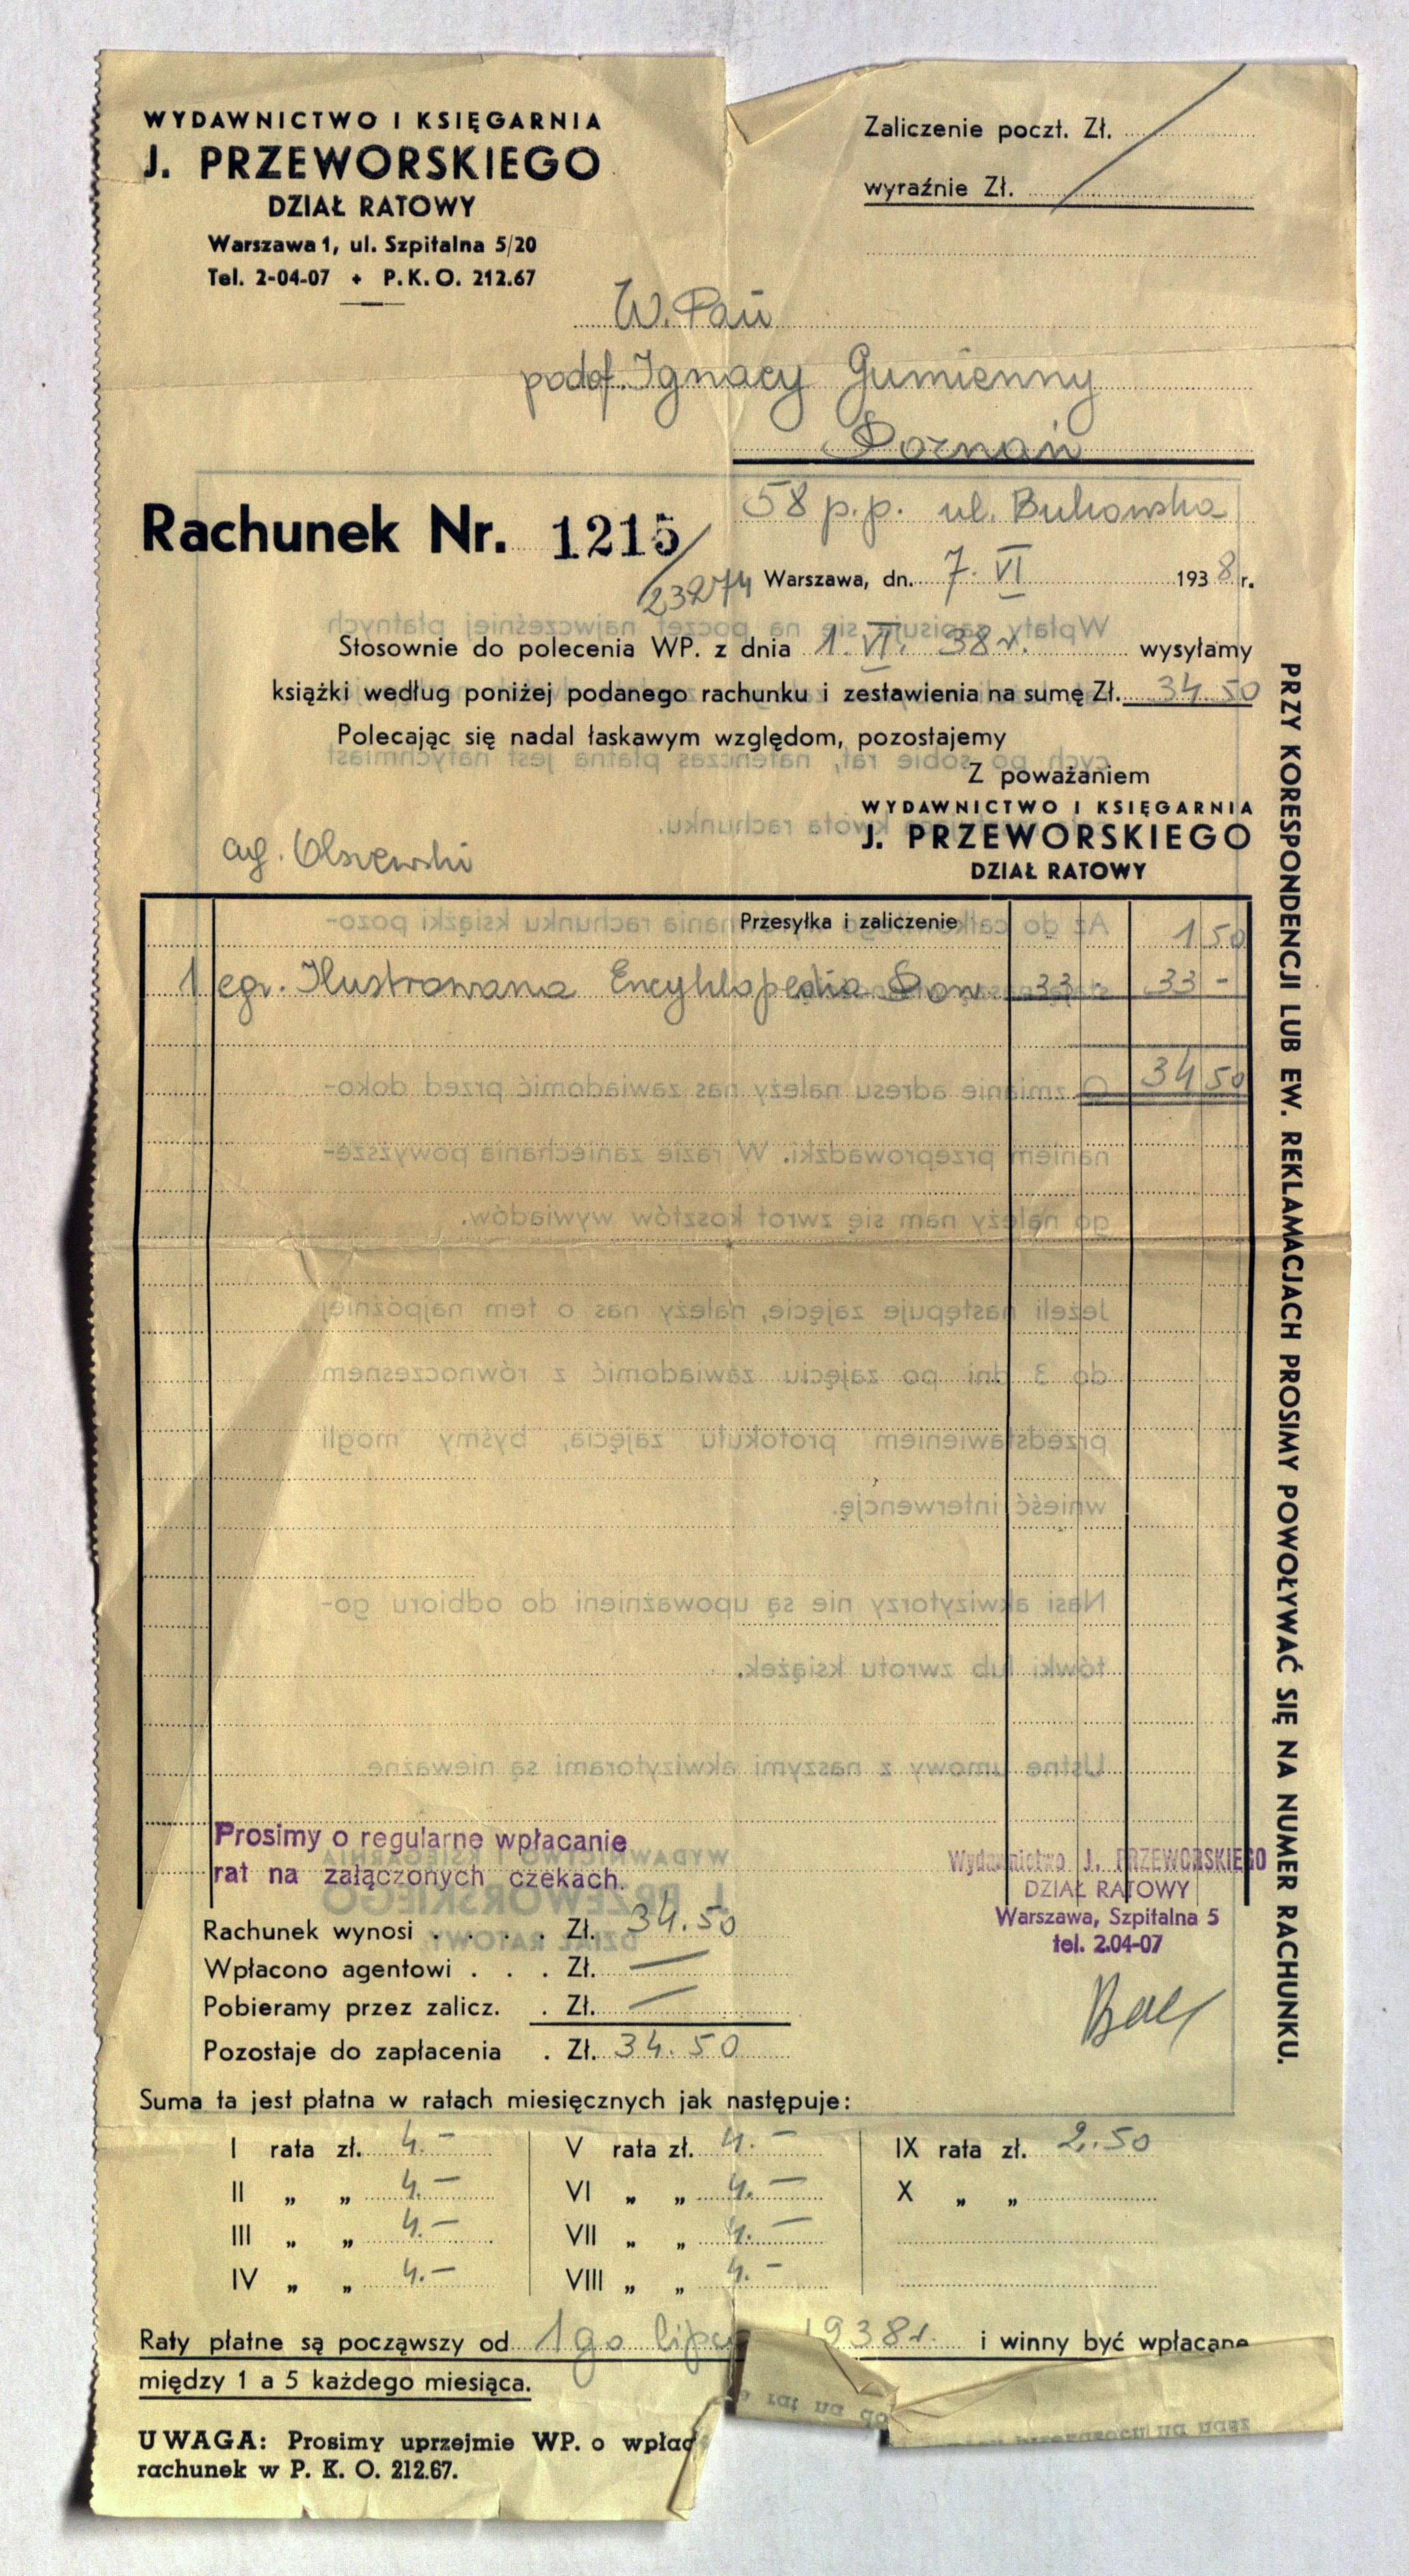 WYDAWNICTWO I KSIĘGARNIA
J. PRZEWORSKIEGO
DZIAŁ RATOWY
Warszawa 1, ul. Szpitalna 5/20
Tel. 2-04-07 + P.K.O. 212.67
Zaliczenie poczt. Zł.
wyraźnie Zł.
W. Pan
podof. Ignacy Gumienny
Poznań
58 p.p. ul. Bukowska
Rachunek Nr. 1215/
23274
Warszawa, dn. 7. VI 1938 r.
Stosownie do polecenia WP. z dnia 1. VI. 38 r. wysyłamy
książki według poniżej podanego rachunku i zestawienia na sumę Zł. 34.50
Polecając się nadal łaskawym względom, pozostajemy
Z poważaniem
WYDAWNICTWO I KSIĘGARNIA
J. PRZEWORSKIEGO
DZIAŁ RATOWY
ag. Olszewski
Przesyłka i zaliczenie 1 50
1 egz. Ilustrowana Encyklopedia 33 - 33 -
34 50
Prosimy o regularne wpłacanie
rat na załączonych czekach.
Wydawnictwo J. PRZEWORSKIEGO
DZIAŁ RATOWY
Warszawa, Szpitalna 5
tel. 2.04-07
Rachunek wynosi . . . . Zł. 34.50
Wpłacono agentowi . . . Zł. —
Pobieramy przez zalicz. . Zł. —
Pozostaje do zapłacenia . Zł. 34.50
Suma ta jest płatna w ratach miesięcznych jak następuje:
I rata zł. 4.— V rata zł. 4.— IX rata zł. 2.50
II „ „ 4.— VI „ „ 4.— X „ „
III „ „ 4.— VII „ „ 4.—
IV „ „ 4.— VIII „ „ 4.—
Raty płatne są począwszy od 1go lipc 1938 r. i winny być wpłacane
między 1 a 5 każdego miesiąca.
UWAGA: Prosimy uprzejmie WP. o wpłac
rachunek w P. K. O. 212.67.
PRZY KORESPONDENCJI LUB EW. REKLAMACJACH PROSIMY POWOŁYWAĆ SIĘ NA NUMER RACHUNKU.